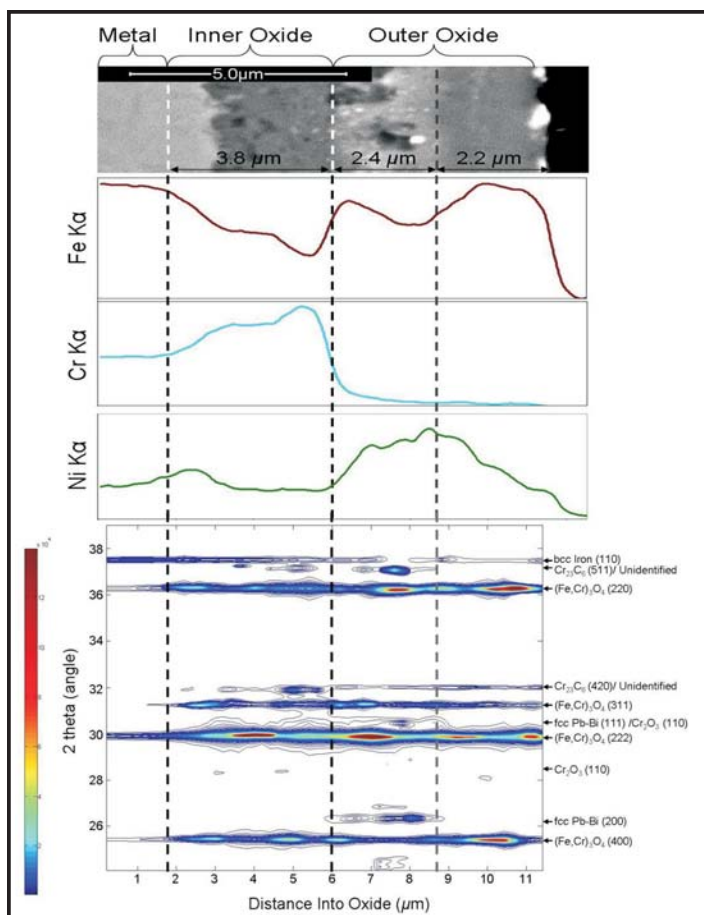 Metal Inner Oxide Outer Oxide
5.0µm
3.8 µm 2.4 µm 2.2 µm
Fe Kα
Cr Kα
Ni Kα
38
36
34
32
30
28
26
2 theta (angle)
bcc Iron (110)
Cr₂₃C₆ (511)/ Unidentified
(Fe,Cr)₃O₄ (220)
Cr₂₃C₆ (420)/ Unidentified
(Fe,Cr)₃O₄ (311)
fcc Pb-Bi (111) /Cr₂O₃ (110)
(Fe,Cr)₃O₄ (222)
Cr₂O₃ (110)
fcc Pb-Bi (200)
(Fe,Cr)₃O₄ (400)
1 2 3 4 5 6 7 8 9 10 11
Distance Into Oxide (µm)